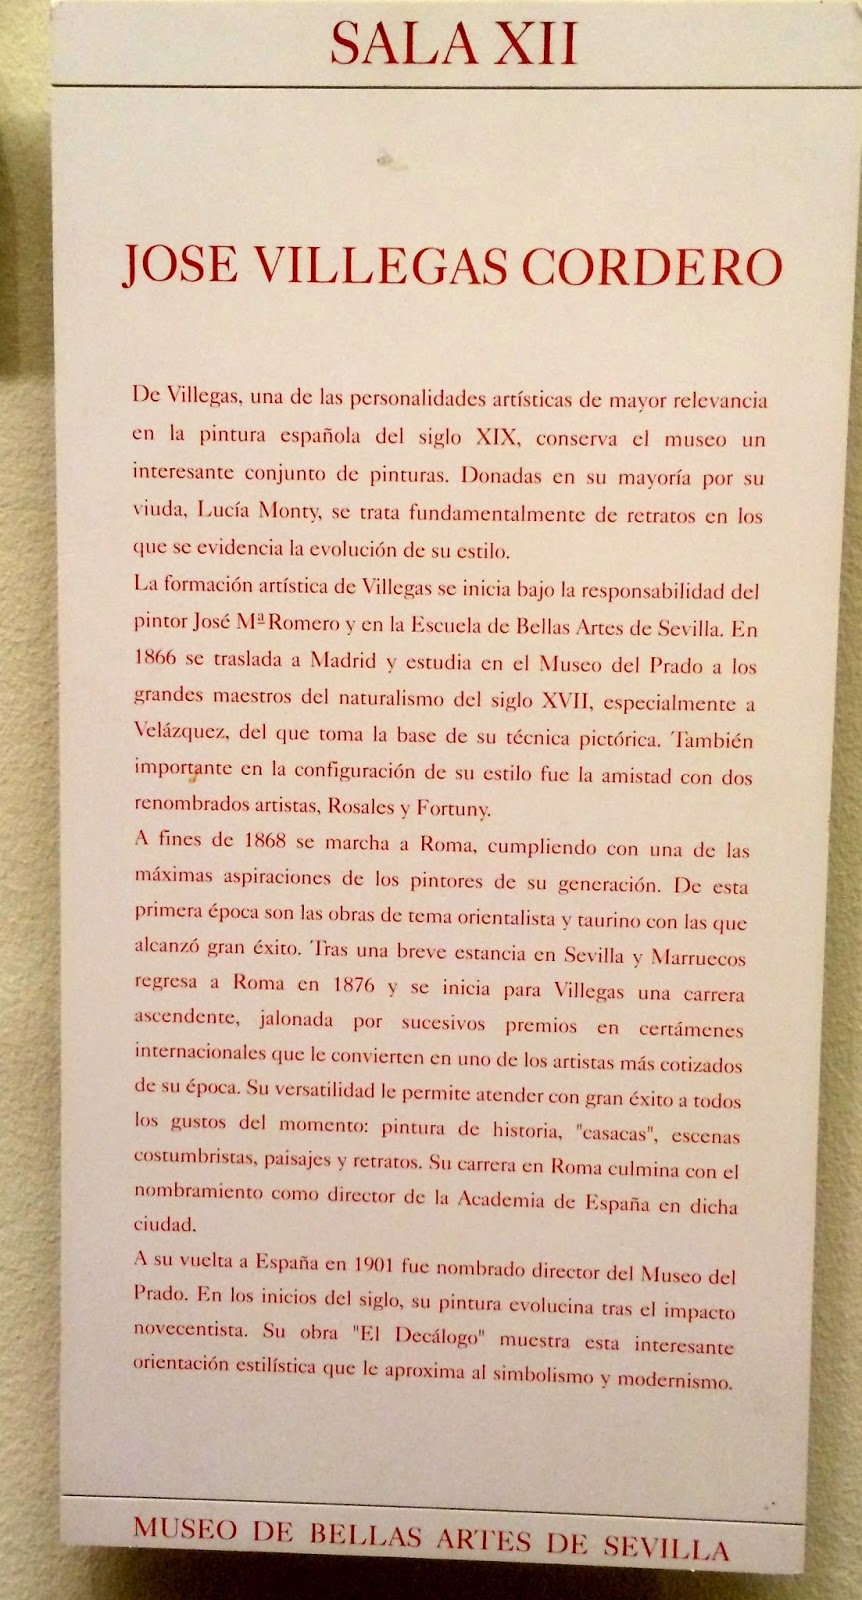 SALA XII
JOSE VILLEGAS CORDERO
De Villegas, una de las personalidades artísticas de mayor relevancia
en la pintura española del siglo XIX, conserva el museo un
interesante conjunto de pinturas. Donadas en su mayoría por su
viuda, Lucía Monty, se trata fundamentalmente de retratos en los
que se evidencia la evolución de su estilo.
La formación artística de Villegas se inicia bajo la responsabilidad del
pintor José Mª Romero y en la Escuela de Bellas Artes de Sevilla. En
1866 se traslada a Madrid y estudia en el Museo del Prado a los
grandes maestros del naturalismo del siglo XVII, especialmente a
Velázquez, del que toma la base de su técnica pictórica. También
importante en la configuración de su estilo fue la amistad con dos
renombrados artistas, Rosales y Fortuny.
A fines de 1868 se marcha a Roma, cumpliendo con una de las
máximas aspiraciones de los pintores de su generación. De esta
primera época son las obras de tema orientalista y taurino con las que
alcanzó gran éxito. Tras una breve estancia en Sevilla y Marruecos
regresa a Roma en 1876 y se inicia para Villegas una carrera
ascendente, jalonada por sucesivos premios en certámenes
internacionales que le convierten en uno de los artistas más cotizados
de su época. Su versatilidad le permite atender con gran éxito a todos
los gustos del momento: pintura de historia, "casacas", escenas
costumbristas, paisajes y retratos. Su carrera en Roma culmina con el
nombramiento como director de la Academia de España en dicha
ciudad.
A su vuelta a España en 1901 fue nombrado director del Museo del
Prado. En los inicios del siglo, su pintura evolucina tras el impacto
novecentista. Su obra "El Decálogo" muestra esta interesante
orientación estilística que le aproxima al simbolismo y modernismo.
MUSEO DE BELLAS ARTES DE SEVILLA